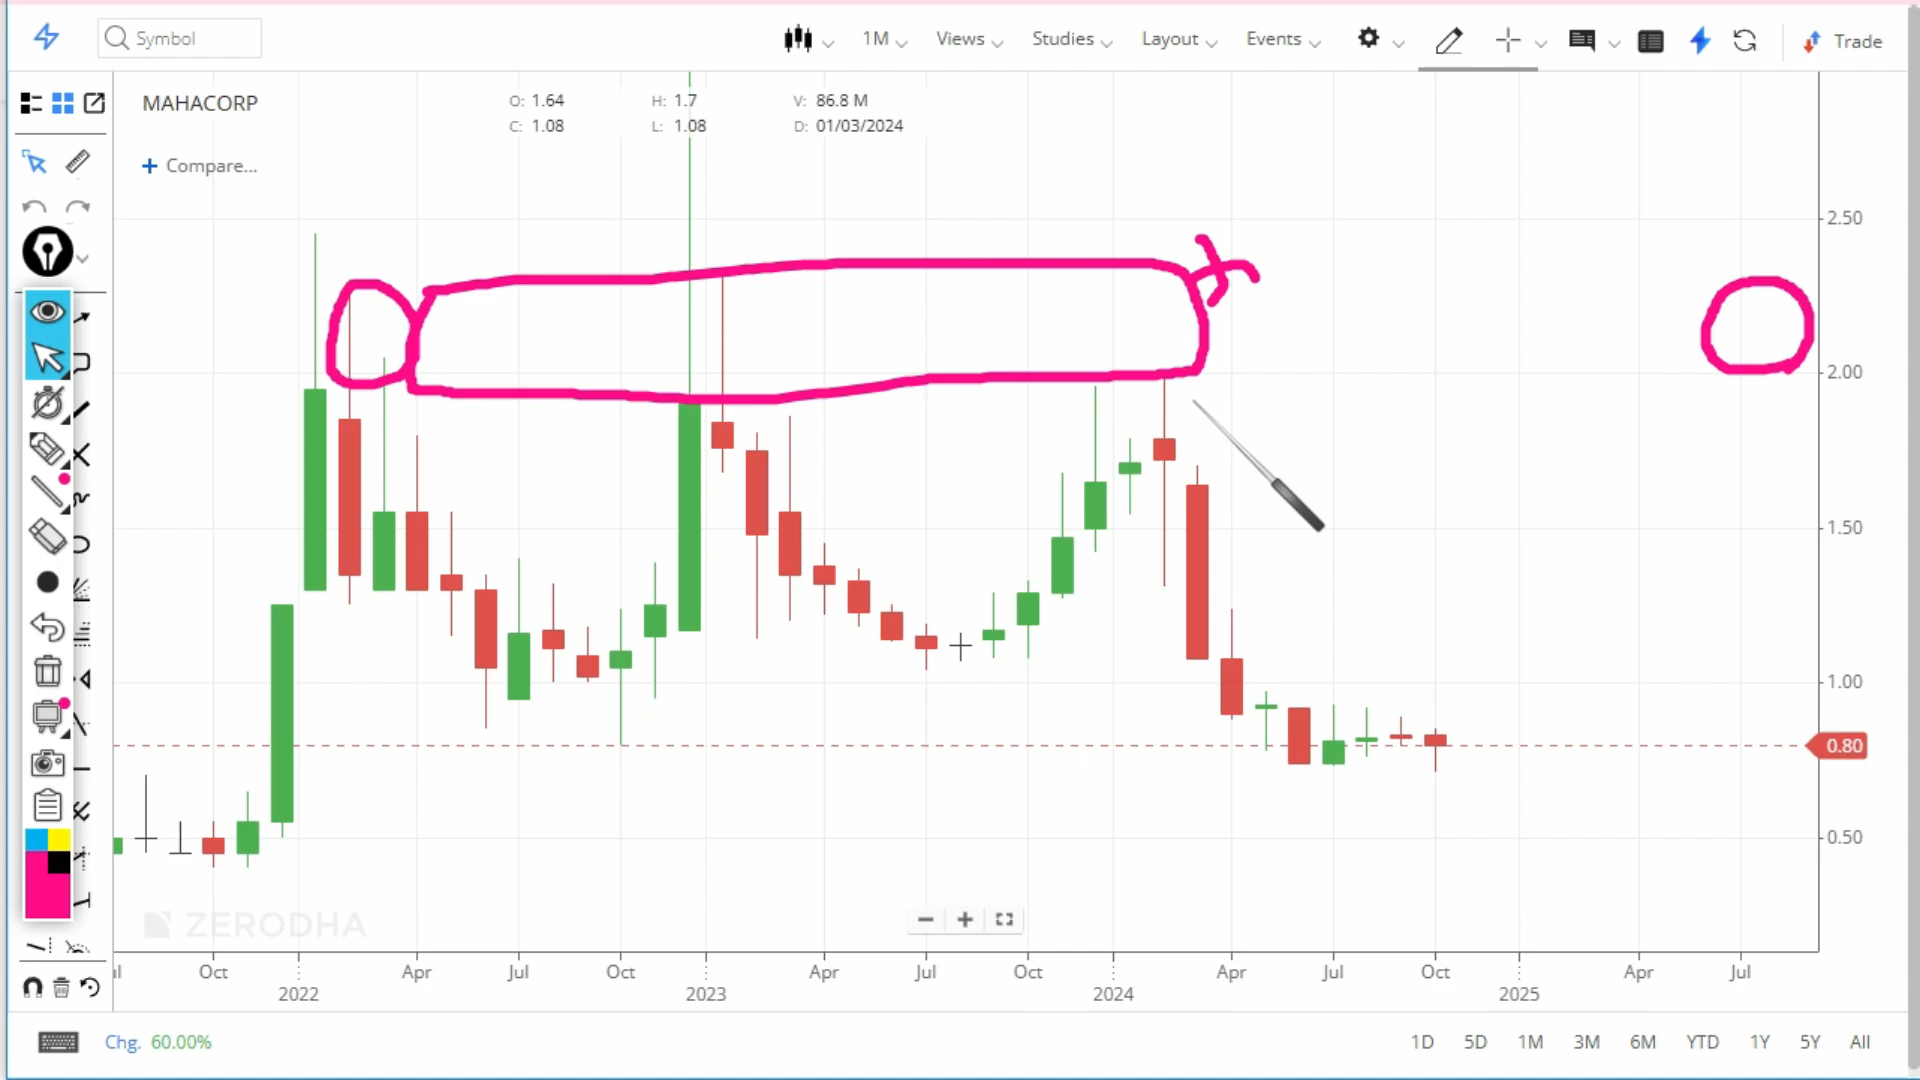 Symbol
1M
Views
Studies
Layout
Events
Trade
MAHACORP
O: 1.64
H: 1.7
V: 86.8 M
C: 1.08
L: 1.08
D: 01/03/2024
+ Compare...
2.50
2.00
1.50
1.00
0.80
0.50
ZERODHA
Oct
Apr
Jul
Oct
Apr
Jul
Oct
Apr
Jul
Oct
Apr
Jul
2022
2023
2024
2025
Chg. 60.00%
1D
5D
1M
3M
6M
YTD
1Y
5Y
All